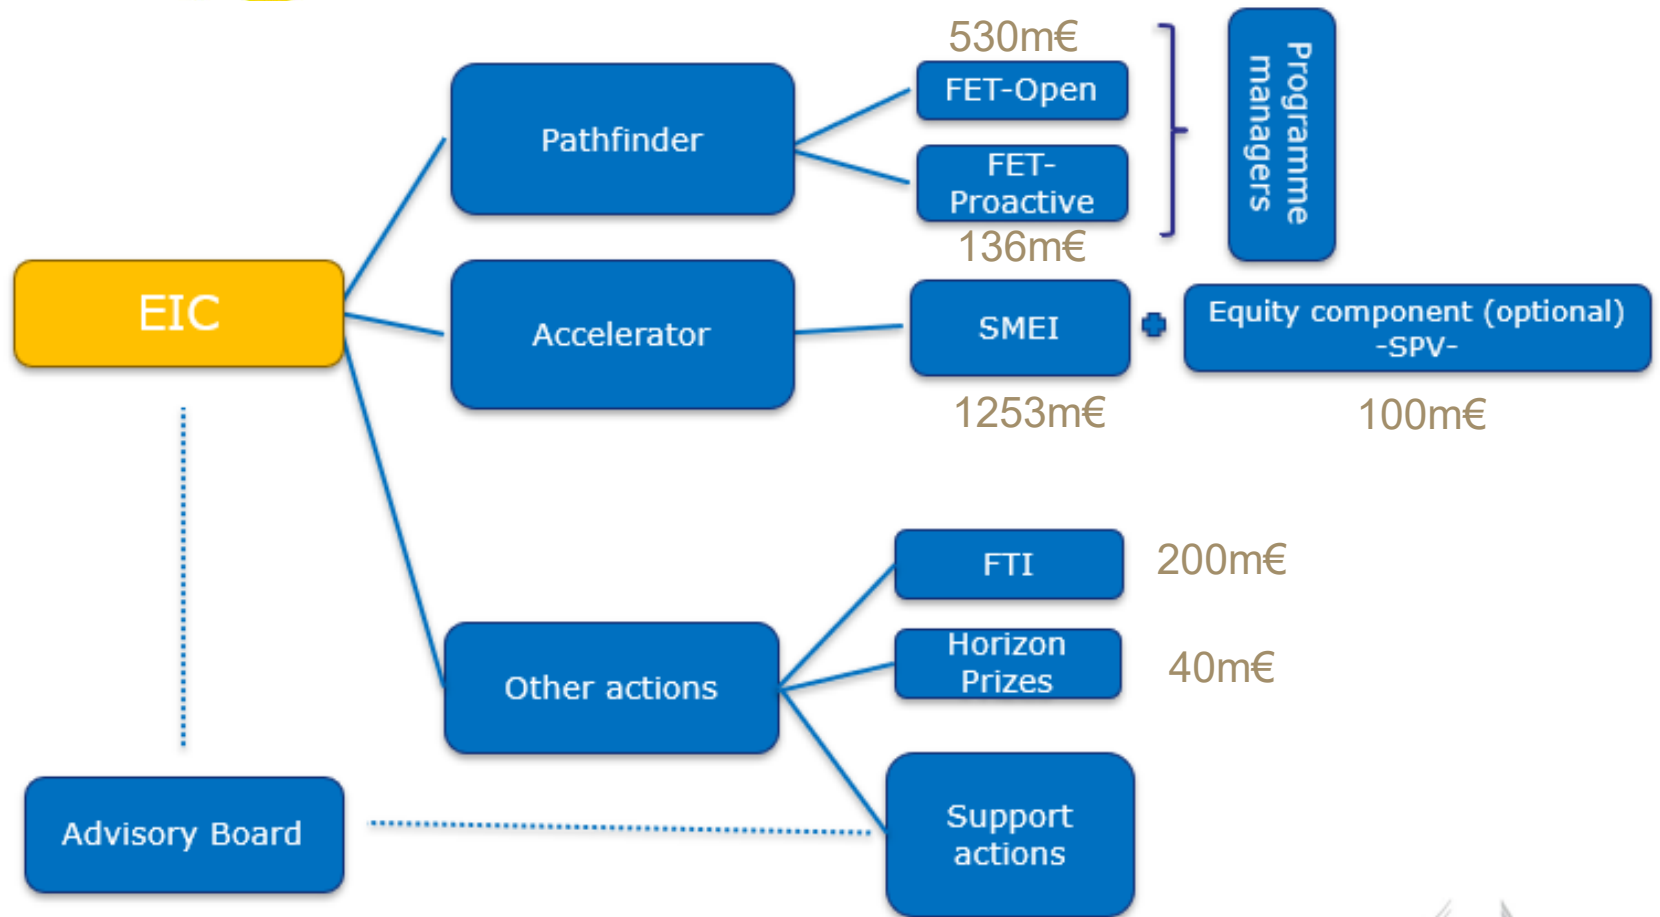 530m€
FET-Open
Programme
managers
Pathfinder
FET-
Proactive
136m€
EIC
Accelerator
SMEI
Equity component (optional)
-SPV-
1253m€
100m€
FTI
200m€
Horizon
Prizes
40m€
Other actions
Advisory Board
Support
actions